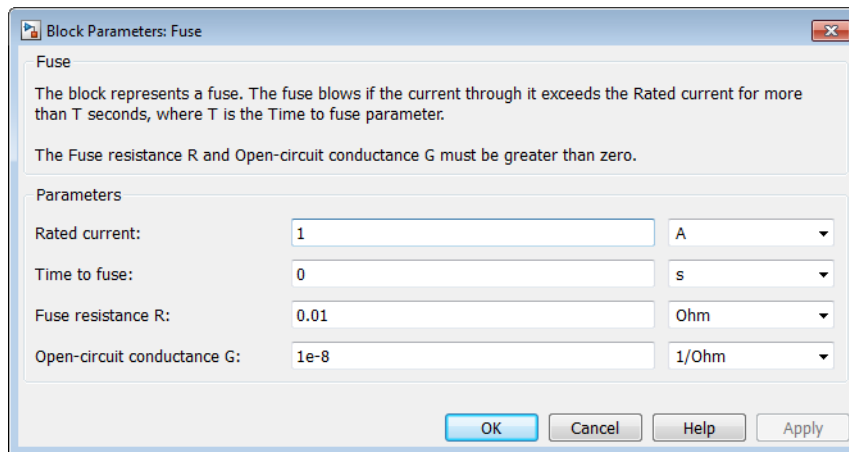 Block Parameters: Fuse
Fuse
The block represents a fuse. The fuse blows if the current through it exceeds the Rated current for more
than T seconds, where T is the Time to fuse parameter.
The Fuse resistance R and Open-circuit conductance G must be greater than zero.
Parameters
Rated current: 1 A
Time to fuse: 0 s
Fuse resistance R: 0.01 Ohm
Open-circuit conductance G: 1e-8 1/Ohm
OK Cancel Help Apply